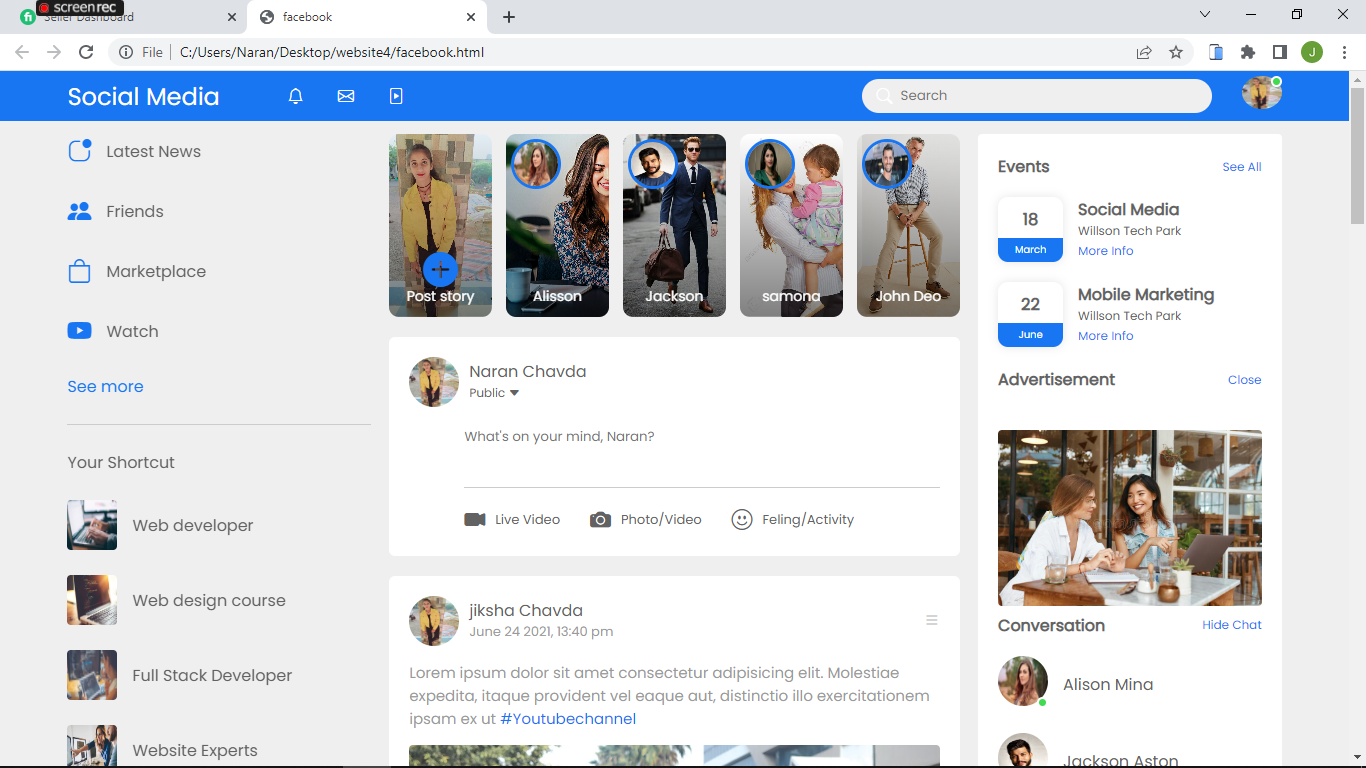 screenrec
Seller Dashboard
facebook
File
C:/Users/Naran/Desktop/website4/facebook.html
J
Social Media
Search
Latest News
Friends
Marketplace
Watch
See more
Your Shortcut
Web developer
Web design course
Full Stack Developer
Website Experts
Post story
Alisson
Jackson
samona
John Deo
Naran Chavda
Public
What's on your mind, Naran?
Live Video
Photo/Video
Feling/Activity
jiksha Chavda
June 24 2021, 13:40 pm
Lorem ipsum dolor sit amet consectetur adipisicing elit. Molestiae
expedita, itaque provident vel eaque aut, distinctio illo exercitationem
ipsam ex ut #Youtubechannel
Events
See All
18
March
Social Media
Willson Tech Park
More Info
22
June
Mobile Marketing
Willson Tech Park
More Info
Advertisement
Close
Conversation
Hide Chat
Alison Mina
Jackson Aston